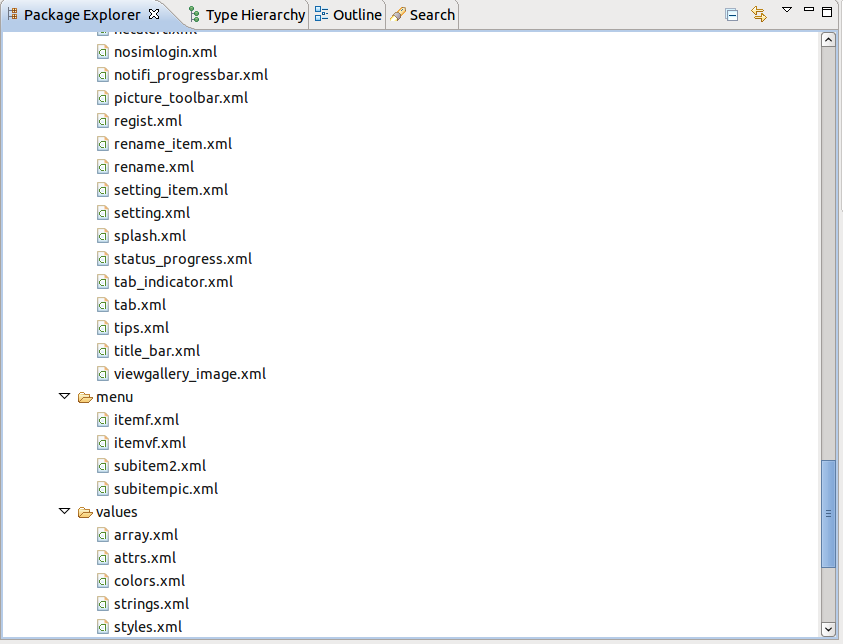 Package Explorer Type Hierarchy Outline Search
nosimlogin.xml
notifi_progressbar.xml
picture_toolbar.xml
regist.xml
rename_item.xml
rename.xml
setting_item.xml
setting.xml
splash.xml
status_progress.xml
tab_indicator.xml
tab.xml
tips.xml
title_bar.xml
viewgallery_image.xml
menu
itemf.xml
itemvf.xml
subitem2.xml
subitempic.xml
values
array.xml
attrs.xml
colors.xml
strings.xml
styles.xml